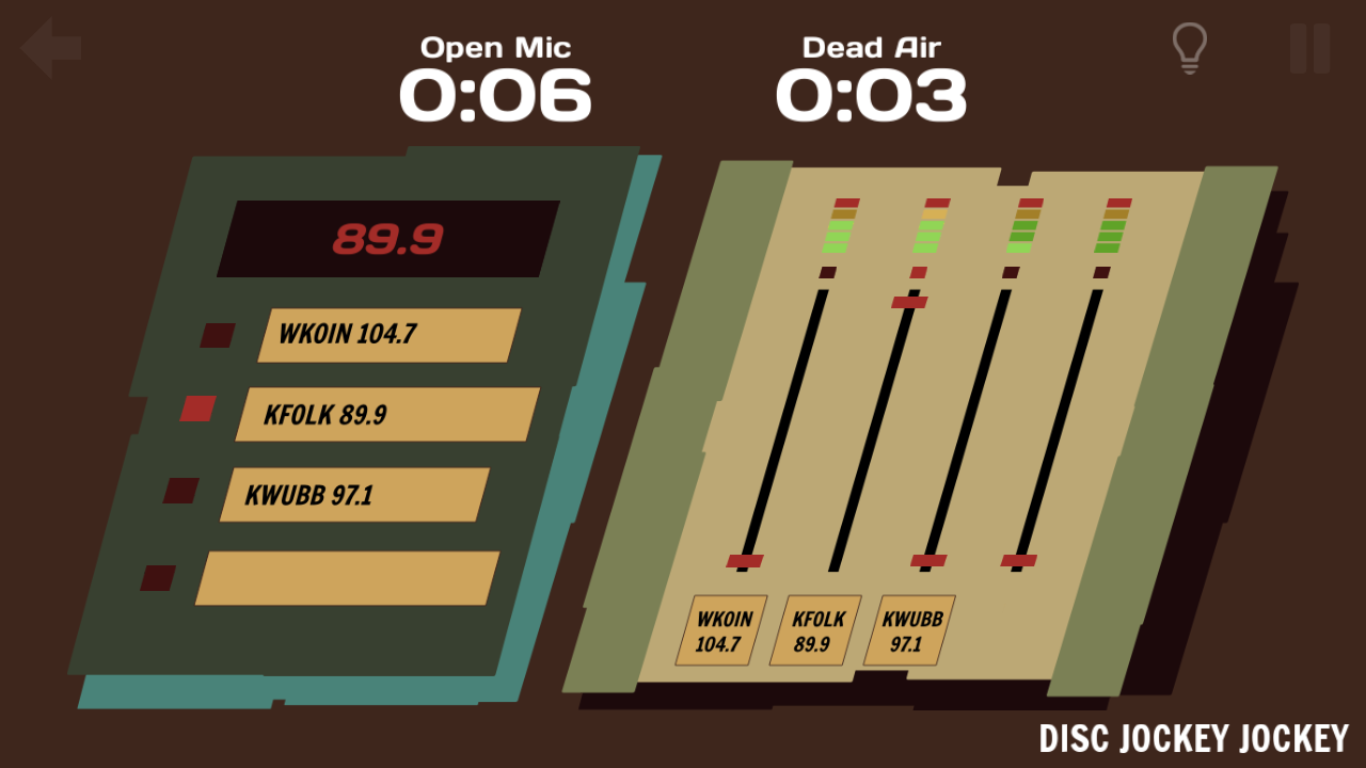 Open Mic
0:06
Dead Air
0:03
89.9
WKOIN 104.7
KFOLK 89.9
KWUBB 97.1
WKOIN
104.7
KFOLK
89.9
KWUBB
97.1
DISC JOCKEY JOCKEY